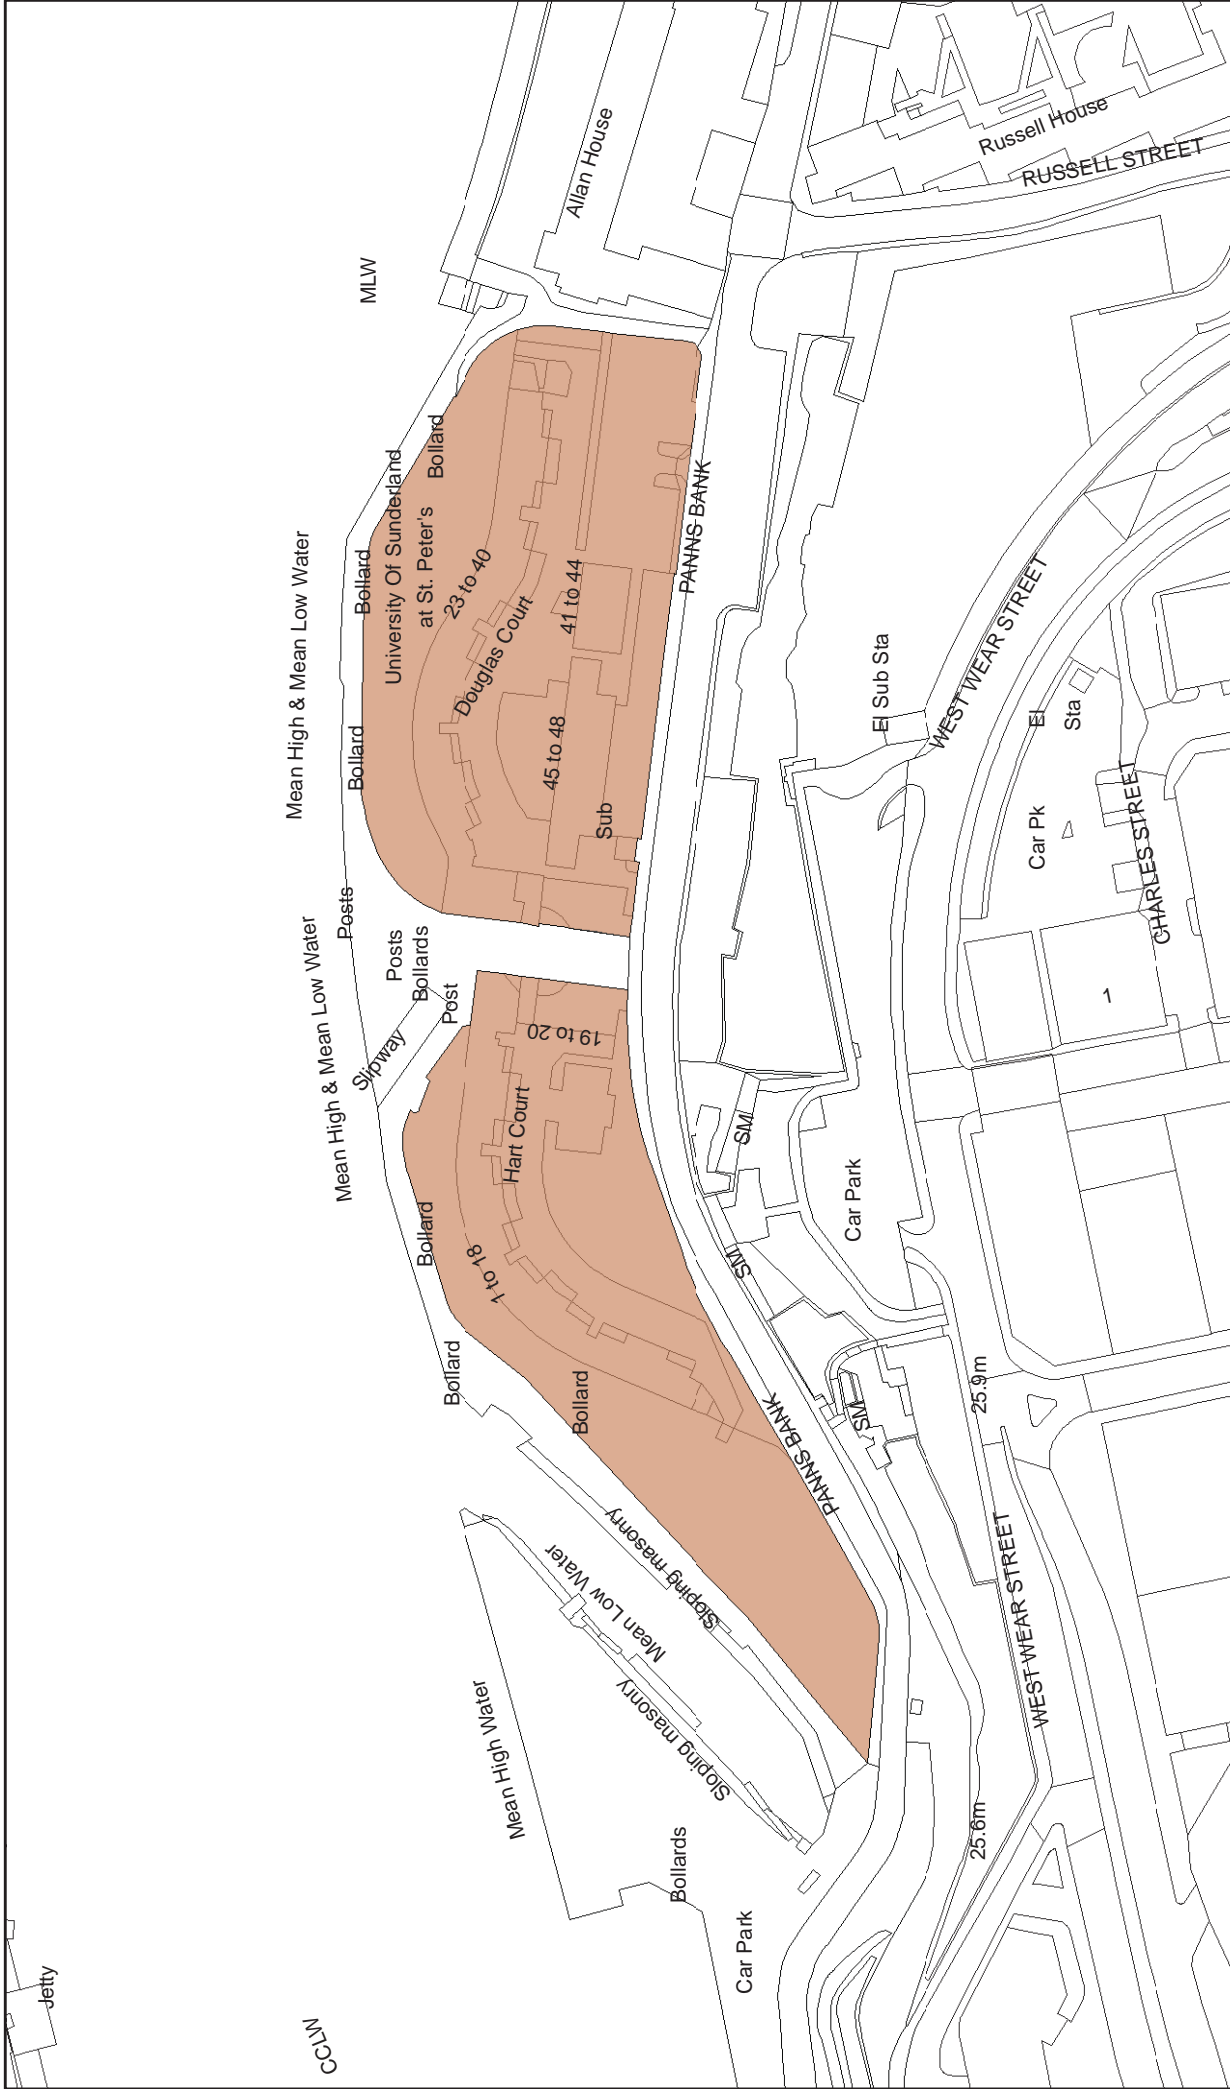 Allan House
Russell House
RUSSELL STREET
MLW
Bollard
University Of Sunderland
at St. Peter's
Mean High & Mean Low Water
Bollard
23 to 40
Douglas Court
41 to 44
PANNS BANK
Bollard
45 to 48
Sub
El Sub Sta
WEST WEAR STREET
El
Sta
Car Pk
CHARLES STREET
1
Posts
Posts
Bollards
Post
Slipway
Mean High & Mean Low Water
19 to 20
Hart Court
1 to 18
Bollard
Bollard
Bollard
SM
SM
SM
Car Park
25.9m
PANNS BANK
WEST WEAR STREET
Sloping masonry
Mean Low Water
Sloping masonry
Mean High Water
25.6m
Bollards
Car Park
Jetty
CCLW